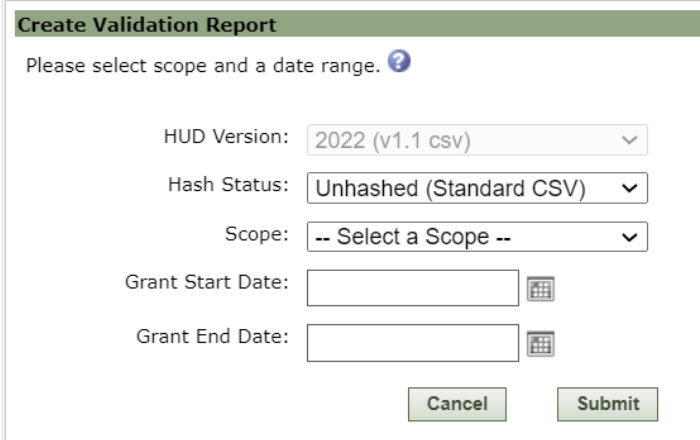 Create Validation Report
Please select scope and a date range. ?
HUD Version: 2022 (v1.1 csv)
Hash Status: Unhashed (Standard CSV)
Scope: -- Select a Scope --
Grant Start Date:
Grant End Date:
Cancel Submit